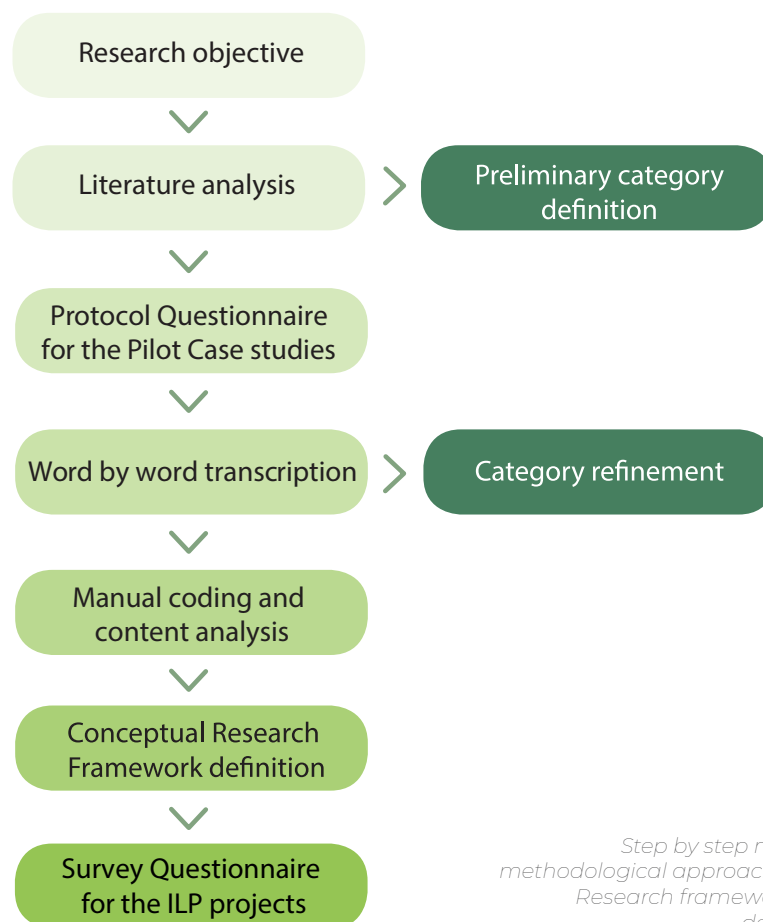 Research objective
Literature analysis
Preliminary category
definition
Protocol Questionnaire
for the Pilot Case studies
Word by word transcription
Category refinement
Manual coding and
content analysis
Conceptual Research
Framework definition
Survey Questionnaire
for the ILP projects
Step by step
methodological approac
Research framew